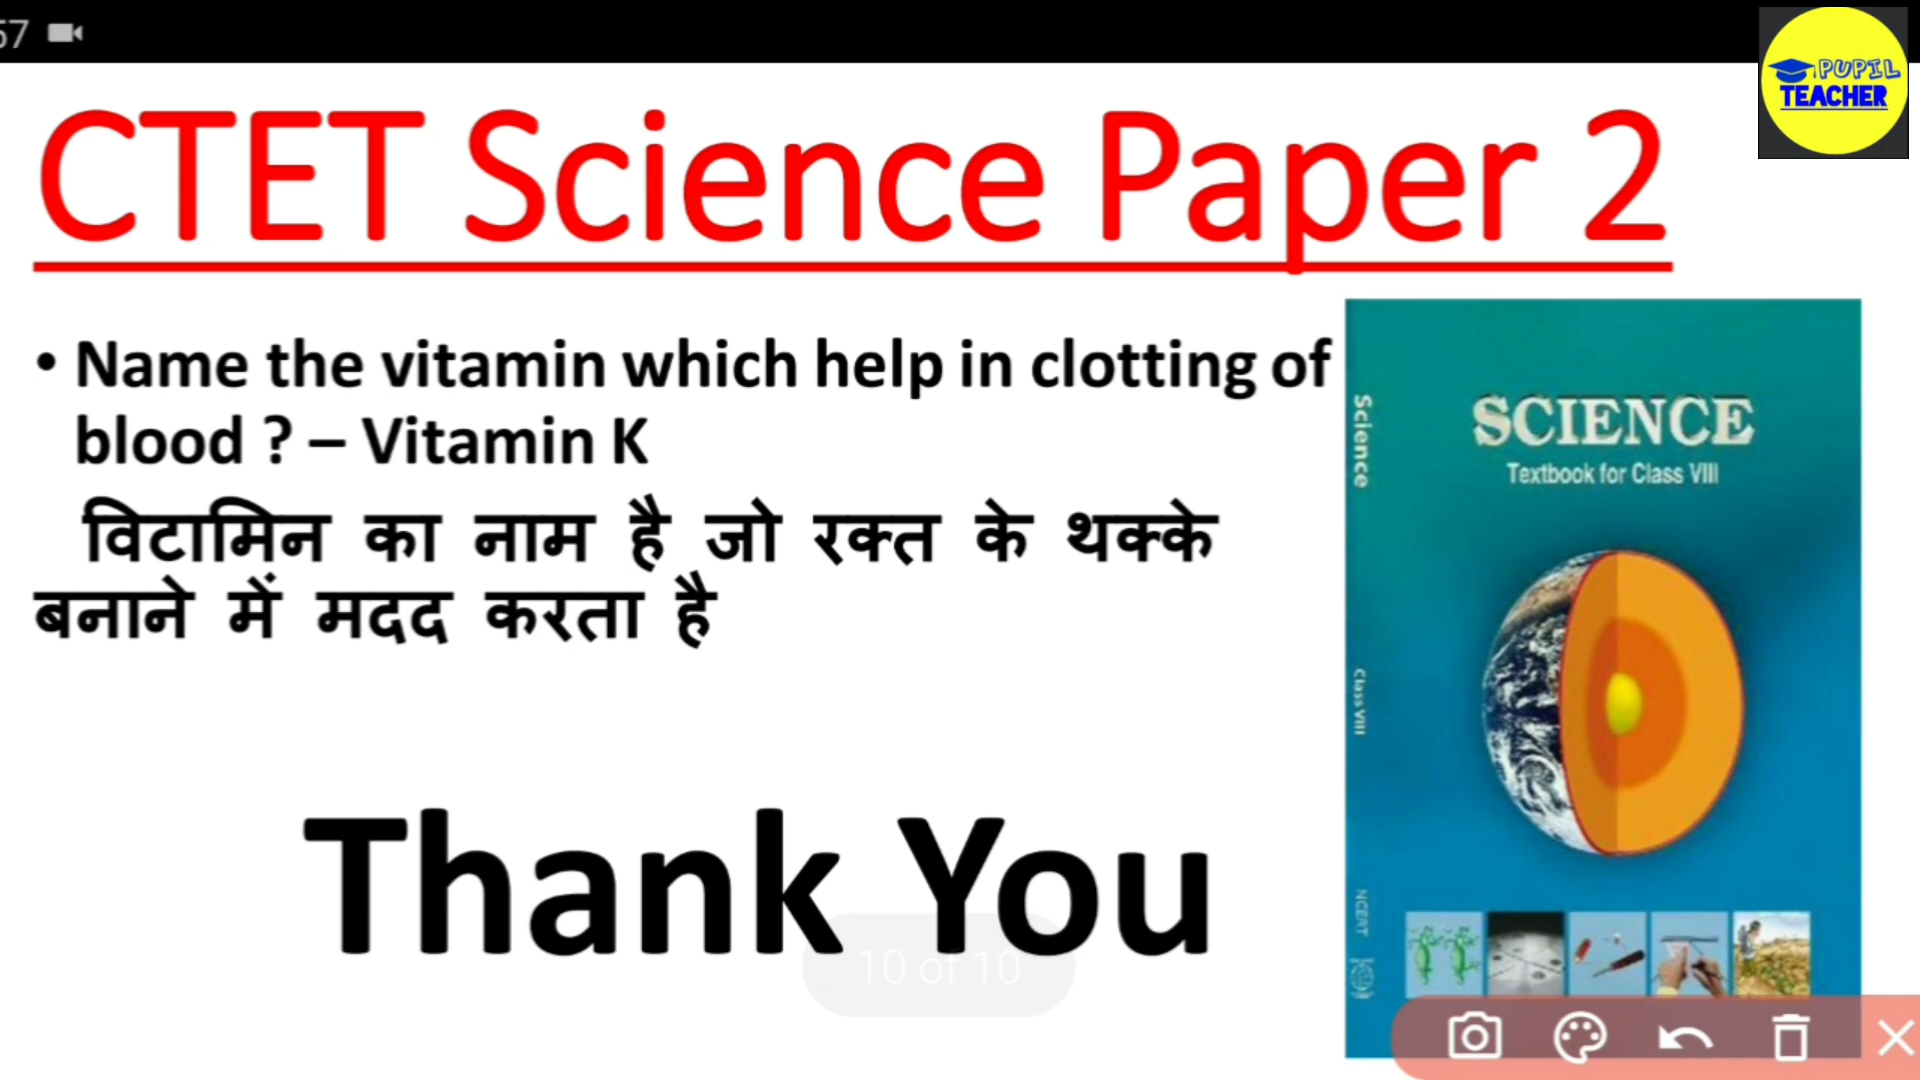 57
PUPIL
TEACHER
CTET Science Paper 2
• Name the vitamin which help in clotting of
blood ? – Vitamin K
विटामिन का नाम है जो रक्त के थक्के
बनाने में मदद करता है
Thank You
10 of 10
Science
Class VIII
NCERT
SCIENCE
Textbook for Class VIII